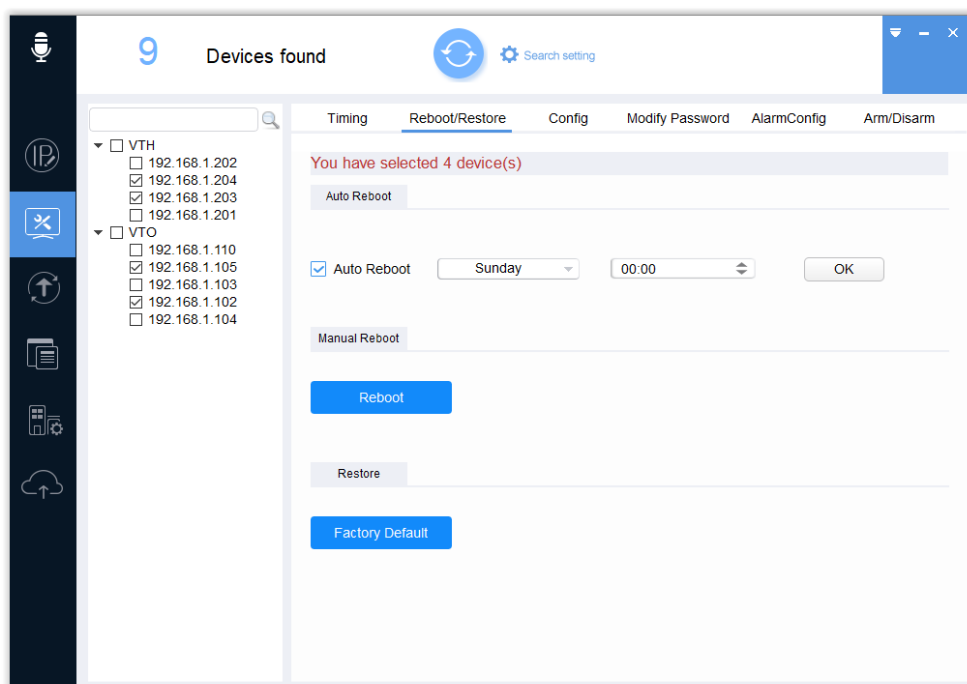 9 Devices found
Search setting
IP
VTH
192.168.1.202
192.168.1.204
192.168.1.203
192.168.1.201
VTO
192.168.1.110
192.168.1.105
192.168.1.103
192.168.1.102
192.168.1.104
Timing Reboot/Restore Config Modify Password AlarmConfig Arm/Disarm
You have selected 4 device(s)
Auto Reboot
Auto Reboot Sunday 00:00 OK
Manual Reboot
Reboot
Restore
Factory Default